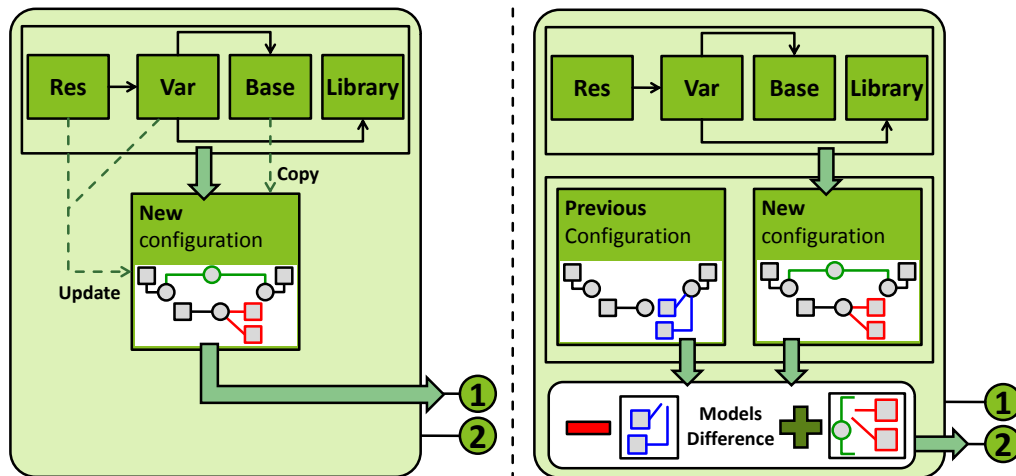 Res
Var
Base
Library
Copy
New
configuration
Update
1
2
Res
Var
Base
Library
Previous
Configuration
New
configuration
Models
Difference
1
2